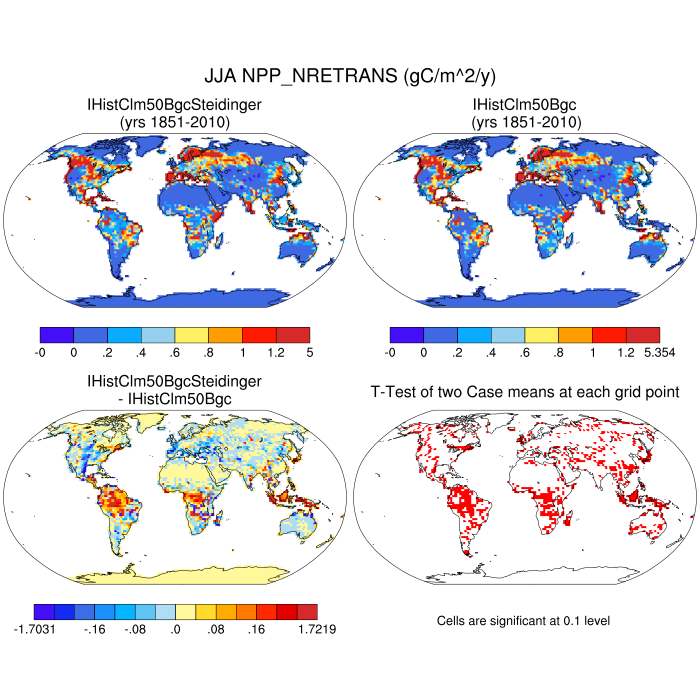 JJA NPP_NRETRANS (gC/m^2/y)
IHistClm50BgcSteidinger
(yrs 1851-2010)
IHistClm50Bgc
(yrs 1851-2010)
-0 0 .2 .4 .6 .8 1 1.2 5
-0 0 .2 .4 .6 .8 1 1.2 5.354
IHistClm50BgcSteidinger
- IHistClm50Bgc
T-Test of two Case means at each grid point
-1.7031 -.16 -.08 .0 .08 .16 1.7219
Cells are significant at 0.1 level